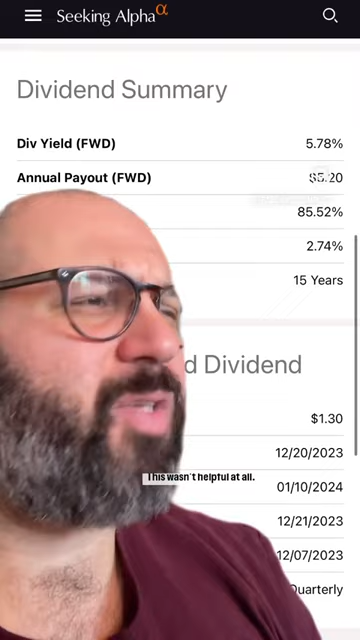 Seeking Alpha α
Dividend Summary
Div Yield (FWD) 5.78%
Annual Payout (FWD) $5.20
85.52%
2.74%
15 Years
d Dividend
$1.30
12/20/2023
This wasn't helpful at all.
01/10/2024
12/21/2023
12/07/2023
Quarterly